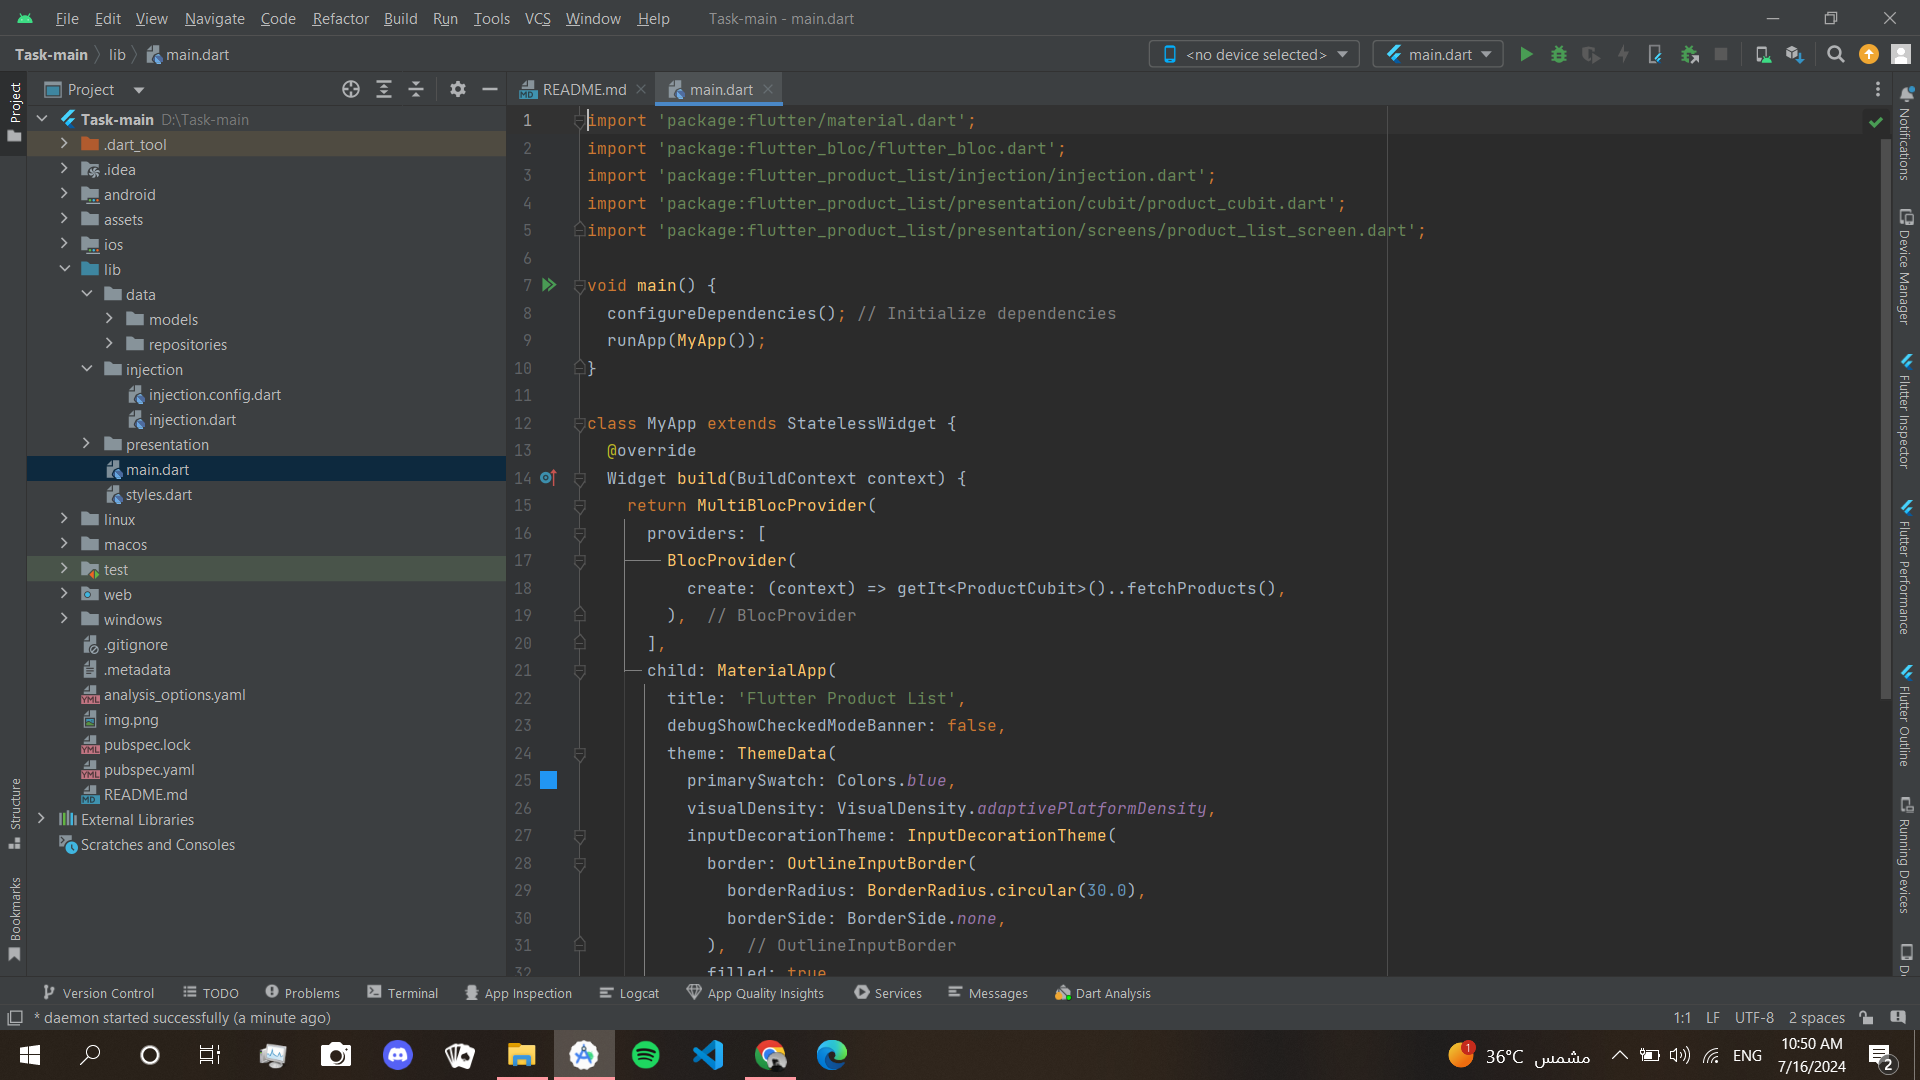 File Edit View Navigate Code Refactor Build Run Tools VCS Window Help Task-main - main.dart
Task-main lib main.dart <no device selected> main.dart
Project
Project README.md main.dart
Task-main D:\Task-main
.dart_tool
.idea
android
assets
ios
lib
data
models
repositories
injection
injection.config.dart
injection.dart
presentation
main.dart
styles.dart
linux
macos
test
web
windows
.gitignore
.metadata
analysis_options.yaml
img.png
pubspec.lock
pubspec.yaml
README.md
External Libraries
Scratches and Consoles
Structure
Bookmarks
1 import 'package:flutter/material.dart';
2 import 'package:flutter_bloc/flutter_bloc.dart';
3 import 'package:flutter_product_list/injection/injection.dart';
4 import 'package:flutter_product_list/presentation/cubit/product_cubit.dart';
5 import 'package:flutter_product_list/presentation/screens/product_list_screen.dart';
6
7 void main() {
8 configureDependencies(); // Initialize dependencies
9 runApp(MyApp());
10 }
11
12 class MyApp extends StatelessWidget {
13 @override
14 Widget build(BuildContext context) {
15 return MultiBlocProvider(
16 providers: [
17 BlocProvider(
18 create: (context) => getIt<ProductCubit>()..fetchProducts(),
19 ), // BlocProvider
20 ],
21 child: MaterialApp(
22 title: 'Flutter Product List',
23 debugShowCheckedModeBanner: false,
24 theme: ThemeData(
25 primarySwatch: Colors.blue,
26 visualDensity: VisualDensity.adaptivePlatformDensity,
27 inputDecorationTheme: InputDecorationTheme(
28 border: OutlineInputBorder(
29 borderRadius: BorderRadius.circular(30.0),
30 borderSide: BorderSide.none,
31 ), // OutlineInputBorder
32 filled: true
Notifications
Device Manager
Flutter Inspector
Flutter Performance
Flutter Outline
Running Devices
Version Control TODO Problems Terminal App Inspection Logcat App Quality Insights Services Messages Dart Analysis
* daemon started successfully (a minute ago) 1:1 LF UTF-8 2 spaces
1 36°C مشمس ENG 10:50 AM
7/16/2024 2